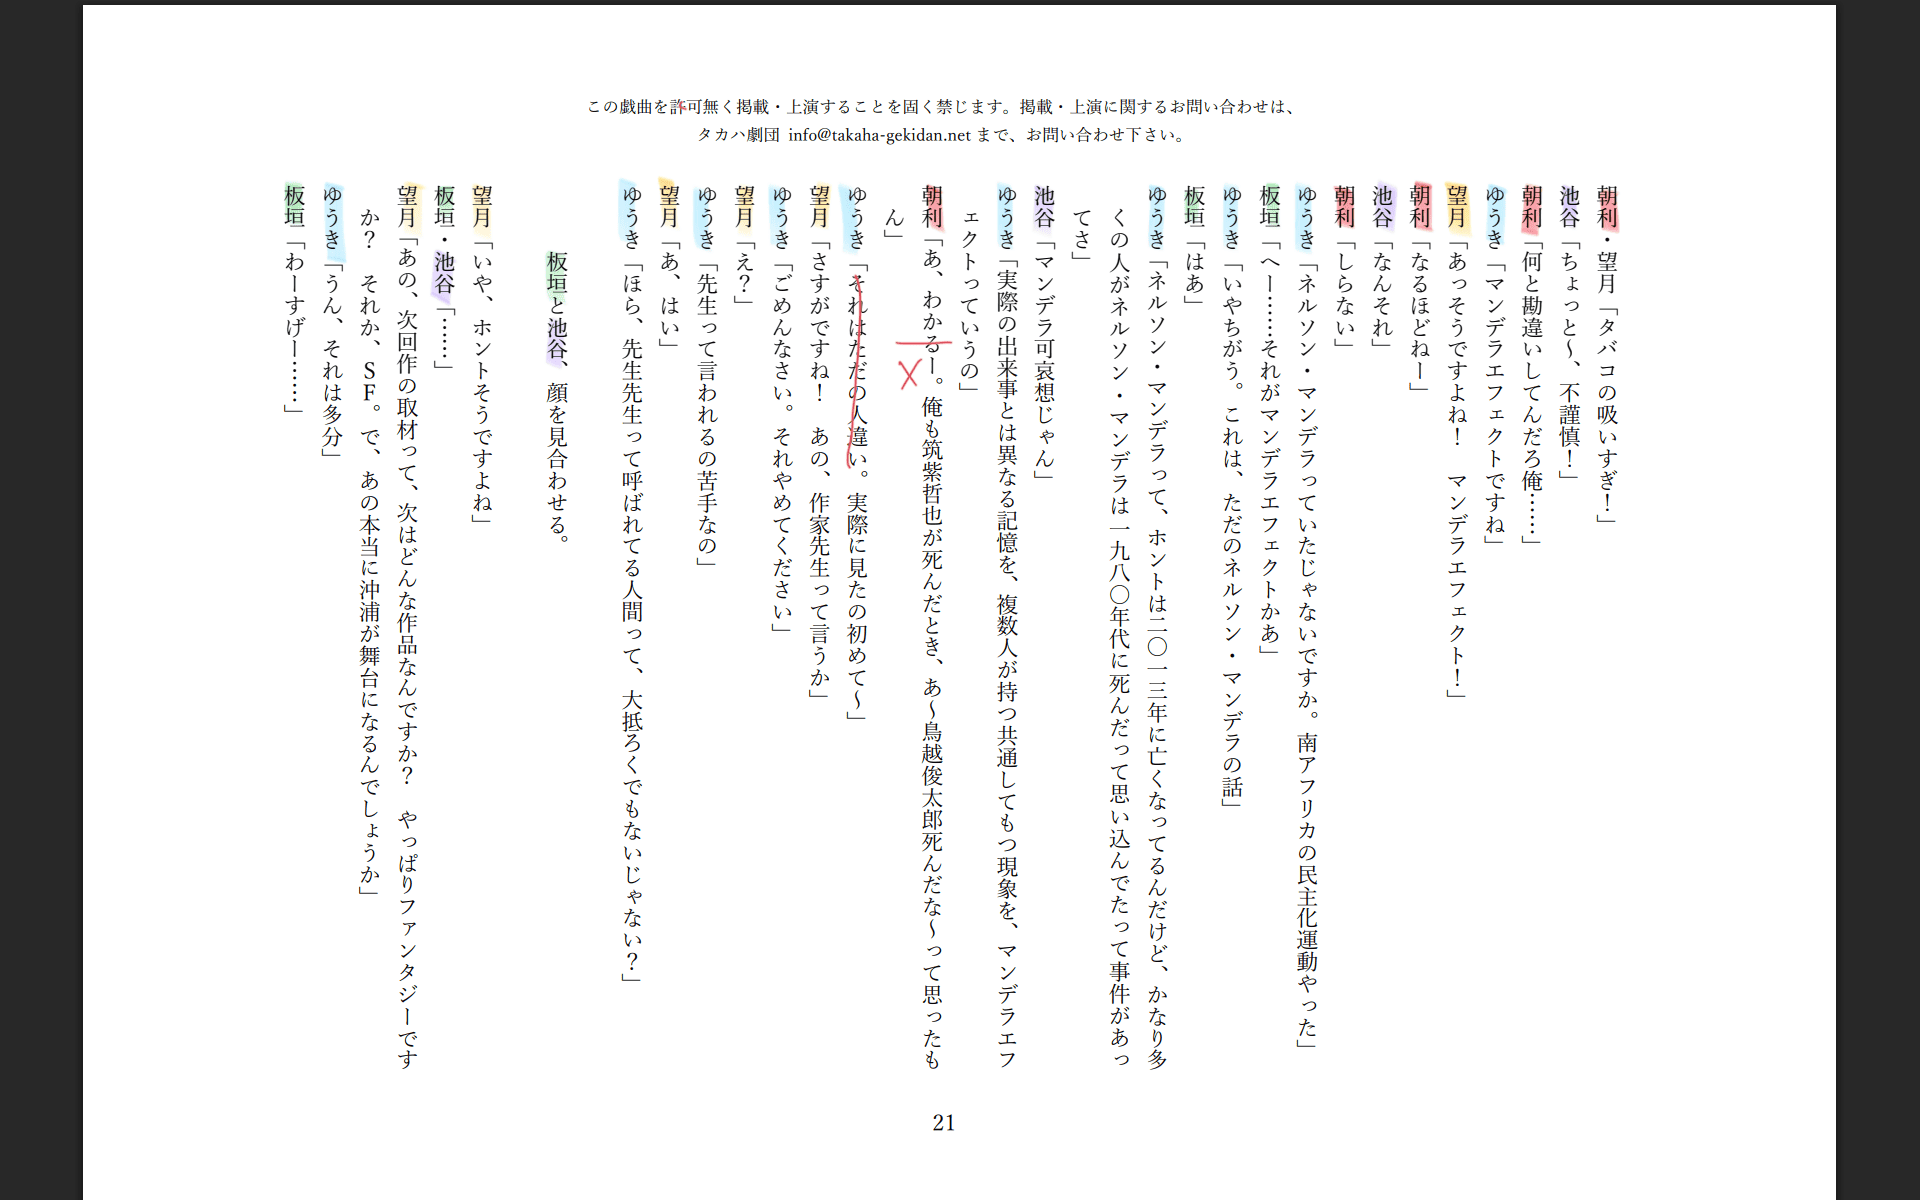 この戯曲を許可無く掲載・上演することを固く禁じます。掲載・上演に関するお問い合わせは、
タカハ劇団 info@takaha-gekidan.net まで、お問い合わせ下さい。
朝利・望月「タバコの吸いすぎ！」
池谷「ちょっと～、不謹慎！」
朝利「何と勘違いしてんだろ俺……」
ゆうき「マンデラエフェクトですね」
望月「あっそうですよね！　マンデラエフェクト！」
朝利「なるほどねー」
池谷「なんそれ」
朝利「しらない」
ゆうき「ネルソン・マンデラっていたじゃないですか。南アフリカの民主化運動やった」
板垣「へー……それがマンデラエフェクトかあ」
ゆうき「いやちがう。これは、ただのネルソン・マンデラの話」
板垣「はあ」
ゆうき「ネルソン・マンデラって、ホントは二〇一三年に亡くなってるんだけど、かなり多
くの人がネルソン・マンデラは一九八〇年代に死んだって思い込んでたって事件があっ
てさ」
池谷「マンデラ可哀想じゃん」
ゆうき「実際の出来事とは異なる記憶を、複数人が持つ共通してもつ現象を、マンデラエフ
ェクトっていうの」
朝利「あ、わかるー。俺も筑紫哲也が死んだとき、あ～鳥越俊太郎死んだな～って思ったも
ん」
ゆうき「それはただの人違い。実際に見たの初めて～」
望月「さすがですね！　あの、作家先生って言うか」
ゆうき「ごめんなさい。それやめてください」
望月「え？」
ゆうき「先生って言われるの苦手なの」
望月「あ、はい」
ゆうき「ほら、先生先生って呼ばれてる人間って、大抵ろくでもないじゃない？」
板垣と池谷、顔を見合わせる。
望月「いや、ホントそうですよね」
板垣・池谷「……」
望月「あの、次回作の取材って、次はどんな作品なんですか？　やっぱりファンタジーです
か？　それか、SF。で、あの本当に沖浦が舞台になるんでしょうか」
ゆうき「うん、それは多分」
板垣「わーすげー……」
21